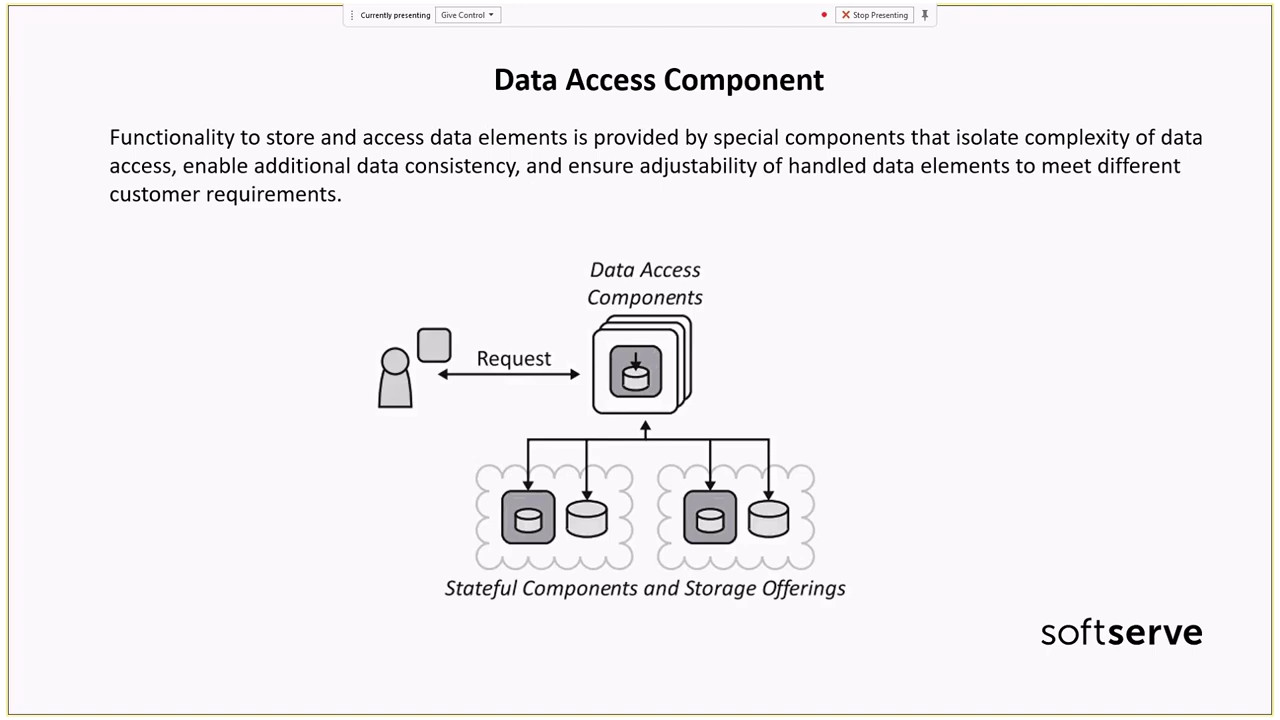 Currently presenting Give Control Stop Presenting
Data Access Component
Functionality to store and access data elements is provided by special components that isolate complexity of data
access, enable additional data consistency, and ensure adjustability of handled data elements to meet different
customer requirements.
Data Access
Components
Request
Stateful Components and Storage Offerings
softserve